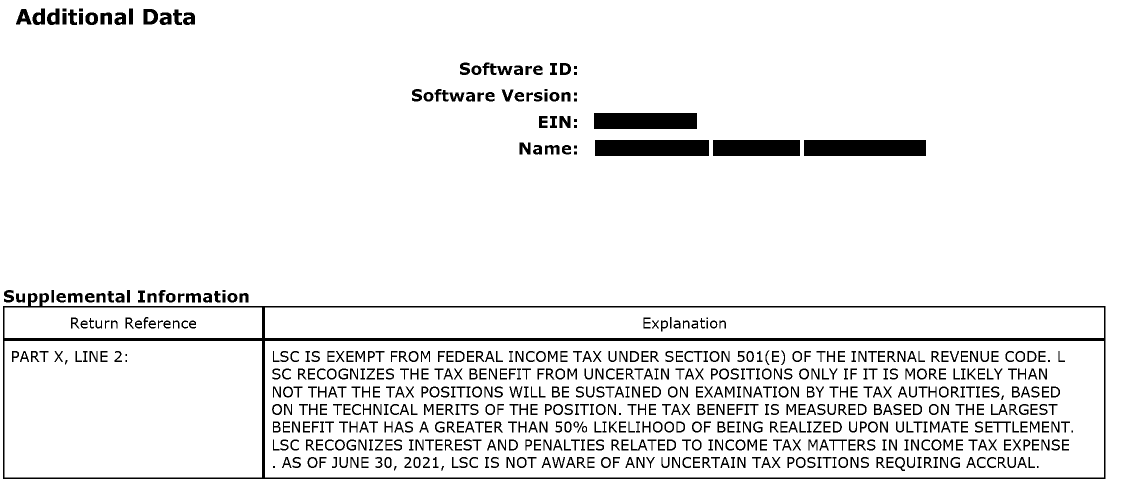 Additional Data
Software ID:
Software Version:
EIN:
Name:
Supplemental Information
Return Reference
Explanation
PART X, LINE 2:
LSC IS EXEMPT FROM FEDERAL INCOME TAX UNDER SECTION 501(E) OF THE INTERNAL REVENUE CODE. L
SC RECOGNIZES THE TAX BENEFIT FROM UNCERTAIN TAX POSITIONS ONLY IF IT IS MORE LIKELY THAN
NOT THAT THE TAX POSITIONS WILL BE SUSTAINED ON EXAMINATION BY THE TAX AUTHORITIES, BASED
ON THE TECHNICAL MERITS OF THE POSITION. THE TAX BENEFIT IS MEASURED BASED ON THE LARGEST
BENEFIT THAT HAS A GREATER THAN 50% LIKELIHOOD OF BEING REALIZED UPON ULTIMATE SETTLEMENT.
LSC RECOGNIZES INTEREST AND PENALTIES RELATED TO INCOME TAX MATTERS IN INCOME TAX EXPENSE
. AS OF JUNE 30, 2021, LSC IS NOT AWARE OF ANY UNCERTAIN TAX POSITIONS REQUIRING ACCRUAL.